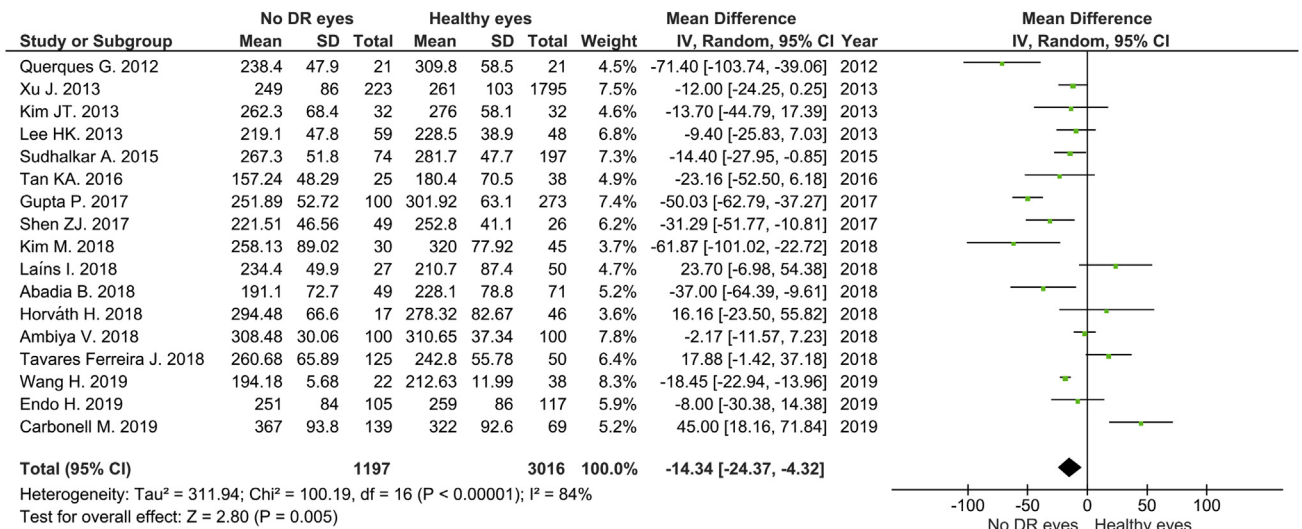 No DR eyes Healthy eyes Mean Difference Mean Difference
Study or Subgroup Mean SD Total Mean SD Total Weight IV, Random, 95% CI Year IV, Random, 95% CI
Querques G. 2012 238.4 47.9 21 309.8 58.5 21 4.5% -71.40 [-103.74, -39.06] 2012
Xu J. 2013 249 86 223 261 103 1795 7.5% -12.00 [-24.25, 0.25] 2013
Kim JT. 2013 262.3 68.4 32 276 58.1 32 4.6% -13.70 [-44.79, 17.39] 2013
Lee HK. 2013 219.1 47.8 59 228.5 38.9 48 6.8% -9.40 [-25.83, 7.03] 2013
Sudhalkar A. 2015 267.3 51.8 74 281.7 47.7 197 7.3% -14.40 [-27.95, -0.85] 2015
Tan KA. 2016 157.24 48.29 25 180.4 70.5 38 4.9% -23.16 [-52.50, 6.18] 2016
Gupta P. 2017 251.89 52.72 100 301.92 63.1 273 7.4% -50.03 [-62.79, -37.27] 2017
Shen ZJ. 2017 221.51 46.56 49 252.8 41.1 26 6.2% -31.29 [-51.77, -10.81] 2017
Kim M. 2018 258.13 89.02 30 320 77.92 45 3.7% -61.87 [-101.02, -22.72] 2018
Laíns I. 2018 234.4 49.9 27 210.7 87.4 50 4.7% 23.70 [-6.98, 54.38] 2018
Abadia B. 2018 191.1 72.7 49 228.1 78.8 71 5.2% -37.00 [-64.39, -9.61] 2018
Horváth H. 2018 294.48 66.6 17 278.32 82.67 46 3.6% 16.16 [-23.50, 55.82] 2018
Ambiya V. 2018 308.48 30.06 100 310.65 37.34 100 7.8% -2.17 [-11.57, 7.23] 2018
Tavares Ferreira J. 2018 260.68 65.89 125 242.8 55.78 50 6.4% 17.88 [-1.42, 37.18] 2018
Wang H. 2019 194.18 5.68 22 212.63 11.99 38 8.3% -18.45 [-22.94, -13.96] 2019
Endo H. 2019 251 84 105 259 86 117 5.9% -8.00 [-30.38, 14.38] 2019
Carbonell M. 2019 367 93.8 139 322 92.6 69 5.2% 45.00 [18.16, 71.84] 2019
Total (95% CI) 1197 3016 100.0% -14.34 [-24.37, -4.32]
Heterogeneity: Tau² = 311.94; Chi² = 100.19, df = 16 (P < 0.00001); I² = 84%
Test for overall effect: Z = 2.80 (P = 0.005)
-100 -50 0 50 100
No DR eyes Healthy eyes